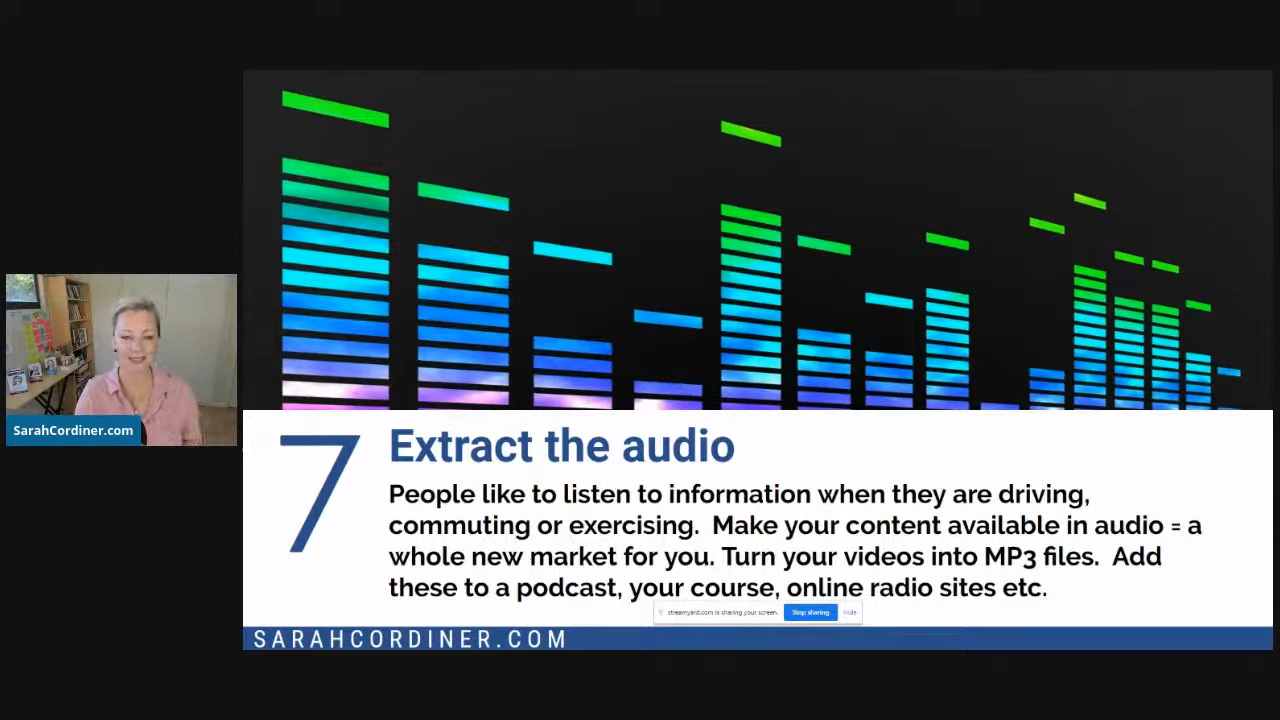 SarahCordiner.com
7
Extract the audio
People like to listen to information when they are driving,
commuting or exercising.  Make your content available in audio = a
whole new market for you. Turn your videos into MP3 files.  Add
these to a podcast, your course, online radio sites etc.
streamyard.com is sharing your screen.
Stop sharing
Hide
SARAHCORDINER.COM